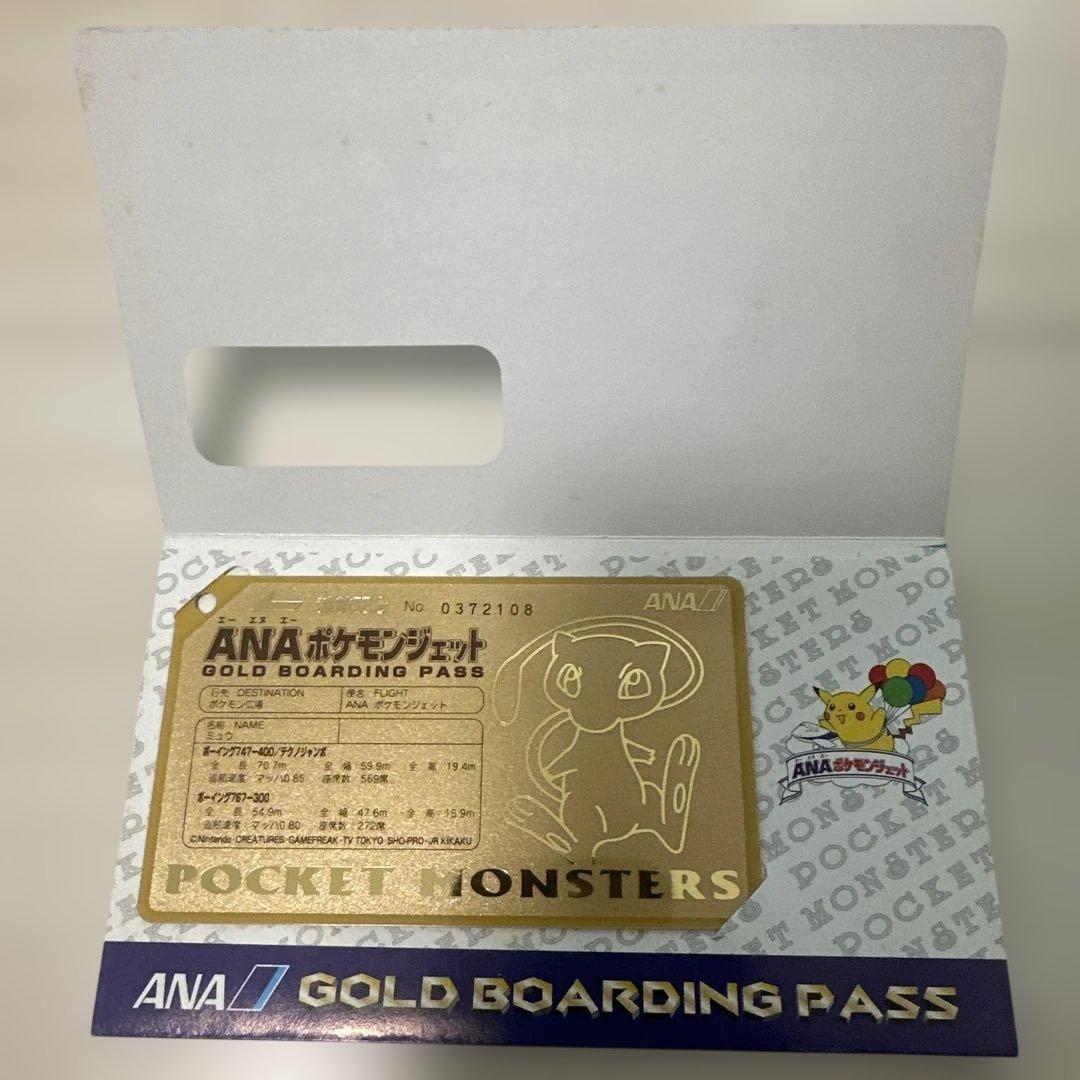 No 0372108
ANA
エー エヌ エー
ANAポケモンジェット
GOLD BOARDING PASS
行先 DESTINATION
ポケモン広場
便名 FLIGHT
ANA ポケモンジェット
名前 NAME
ミュウ
ボーイング747-400/テクノジャンボ
全 長 70.7m 全 幅 59.9m 全 高 19.4m
巡航速度 マッハ0.85 座席数 569席
ボーイング767-300
全 長 54.9m 全 幅 47.6m 全 高 15.9m
巡航速度 マッハ0.80 座席数 272席
©Nintendo·CREATURES·GAMEFREAK·TV TOKYO·SHO-PRO·JR KIKAKU
POCKET MONSTERS
ANAポケモンジェット
POCKET MONSTERS
POCKET MONSTERS
POCKET MONSTERS
ANA GOLD BOARDING PASS